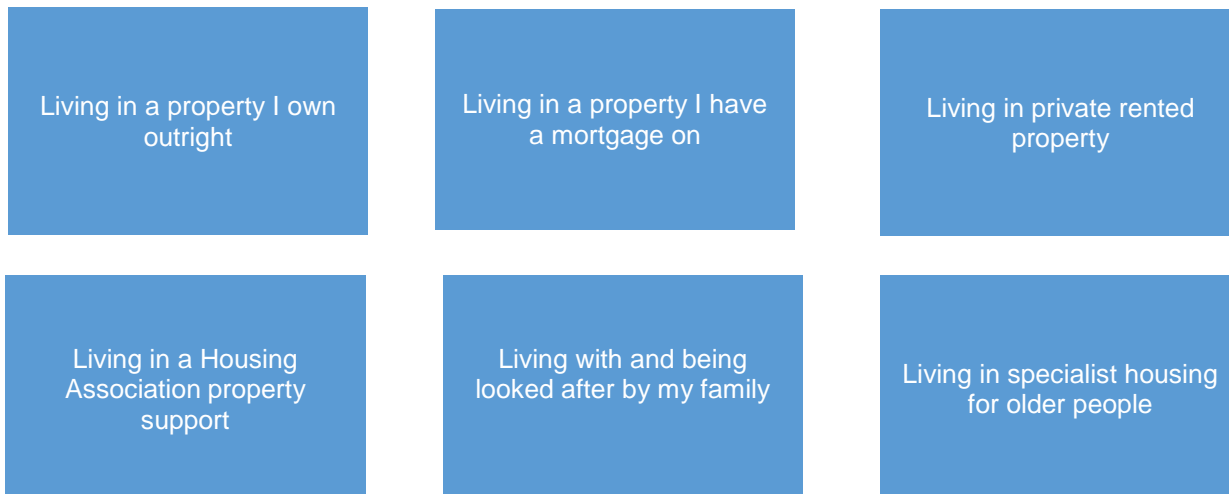 Living in a property I own
outright
Living in a property I have
a mortgage on
Living in private rented
property
Living in a Housing
Association property
support
Living with and being
looked after by my family
Living in specialist housing
for older people